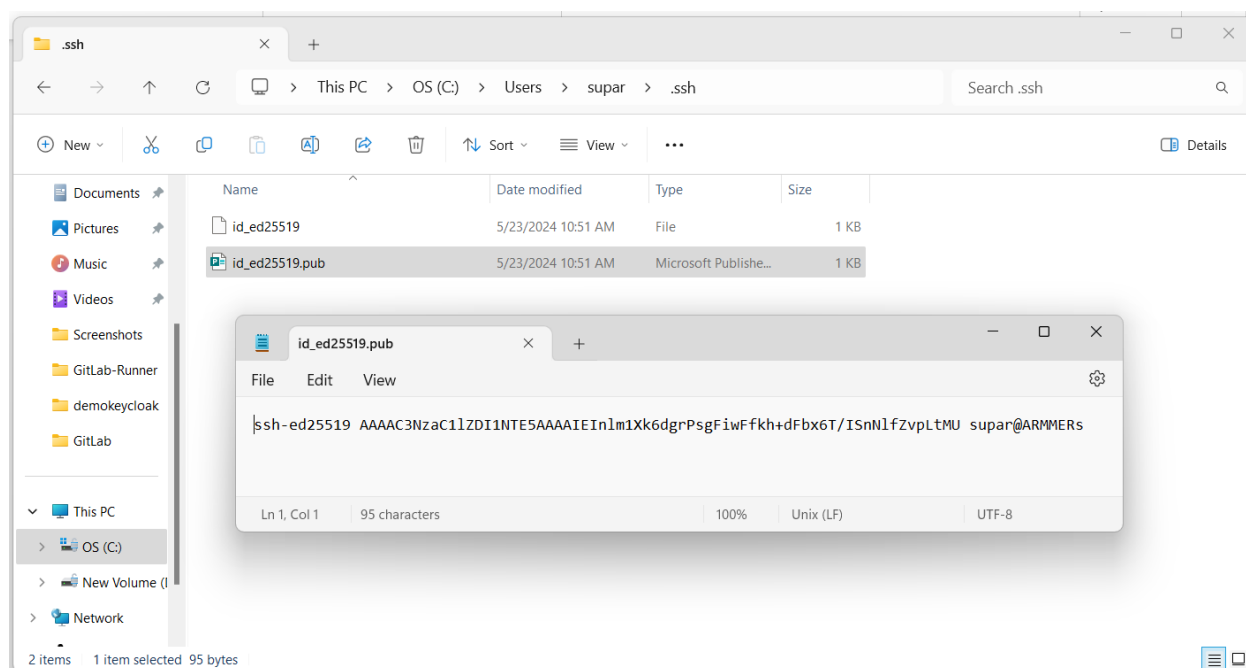 .ssh
This PC > OS (C:) > Users > supar > .ssh
Search .ssh
New
Sort
View
Details
Name Date modified Type Size
id_ed25519 5/23/2024 10:51 AM File 1 KB
id_ed25519.pub 5/23/2024 10:51 AM Microsoft Publishe... 1 KB
Documents
Pictures
Music
Videos
Screenshots
GitLab-Runner
demokeycloak
GitLab
This PC
OS (C:)
New Volume (
Network
id_ed25519.pub
File Edit View
ssh-ed25519 AAAAC3NzaC1lZDI1NTE5AAAAIEInlm1Xk6dgrPsgFiwFfkh+dFbx6T/ISnNlfZvpLtMU supar@ARMMERs
Ln 1, Col 1 95 characters 100% Unix (LF) UTF-8
2 items 1 item selected 95 bytes